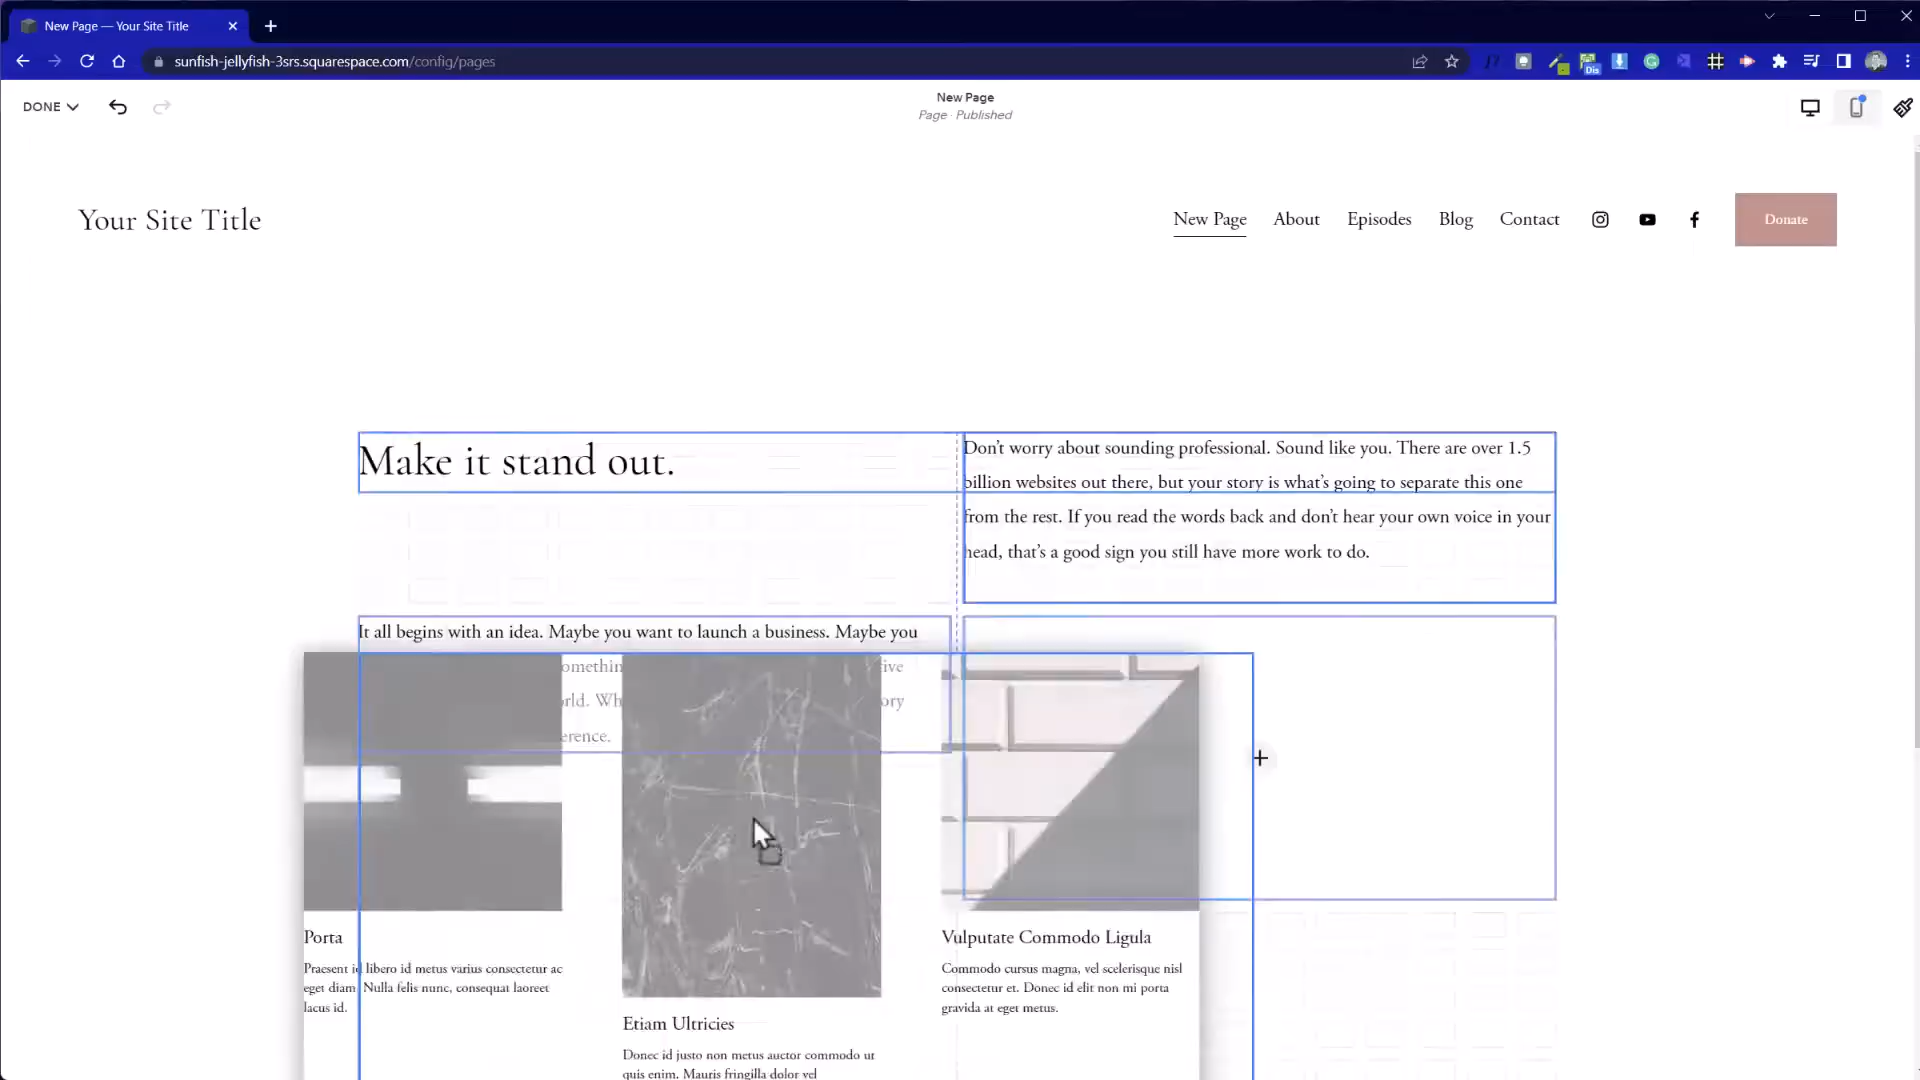 New Page — Your Site Title
sunfish-jellyfish-3srs.squarespace.com/config/pages
Dis
DONE
New Page
Page · Published
Your Site Title
New Page
About
Episodes
Blog
Contact
Donate
Make it stand out.
Don’t worry about sounding professional. Sound like you. There are over 1.5
billion websites out there, but your story is what’s going to separate this one
from the rest. If you read the words back and don’t hear your own voice in your
head, that’s a good sign you still have more work to do.
It all begins with an idea. Maybe you want to launch a business. Maybe you
Porta
Praesent id libero id metus varius consectetur ac
eget diam. Nulla felis nunc, consequat laoreet
lacus id.
Etiam Ultricies
Donec id justo non metus auctor commodo ut
quis enim. Mauris fringilla dolor vel
Vulputate Commodo Ligula
Commodo cursus magna, vel scelerisque nisl
consectetur et. Donec id elit non mi porta
gravida at eget metus.